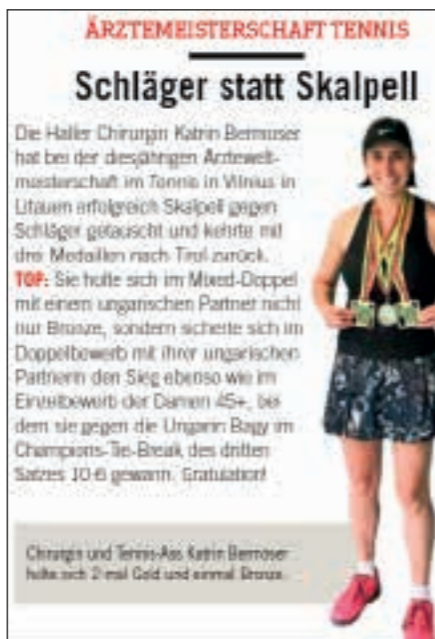 ÄRZTEMEISTERSCHAFT TENNIS
Schläger statt Skalpell
Die Haller Chirurgin Katrin Bermoser
hat bei der diesjährigen Ärztewelt-
meisterschaft im Tennis in Vilnius in
Litauen erfolgreich Skalpell gegen
Schläger getauscht und kehrte mit
drei Medaillen nach Tirol zurück.
TOP: Sie holte sich im Mixed-Doppel
mit einem ungarischen Partner nicht
nur Bronze, sondern sicherte sich im
Doppelbewerb mit ihrer ungarischen
Partnerin den Sieg ebenso wie im
Einzelbewerb der Damen 45+, bei
dem sie gegen die Ungarin Bagy im
Champions-Tie-Break des dritten
Satzes 10-6 gewann. Gratulation!
Chirurgin und Tennis-Ass Katrin Bermoser
holte sich 2-mal Gold und einmal Bronze.